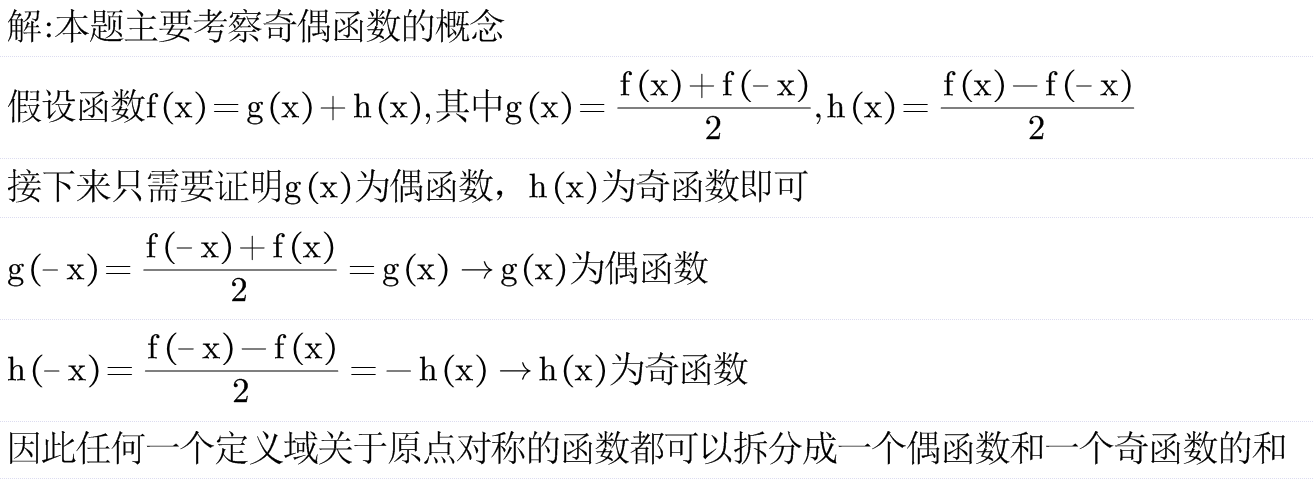 解:本题主要考察奇偶函数的概念
假设函数f(x)=g(x)+h(x),其中g(x)=\frac{f(x)+f(-x)}{2},h(x)=\frac{f(x)-f(-x)}{2}
接下来只需要证明g(x)为偶函数，h(x)为奇函数即可
g(-x)=\frac{f(-x)+f(x)}{2}=g(x)→g(x)为偶函数
h(-x)=\frac{f(-x)-f(x)}{2}=-h(x)→h(x)为奇函数
因此任何一个定义域关于原点对称的函数都可以拆分成一个偶函数和一个奇函数的和